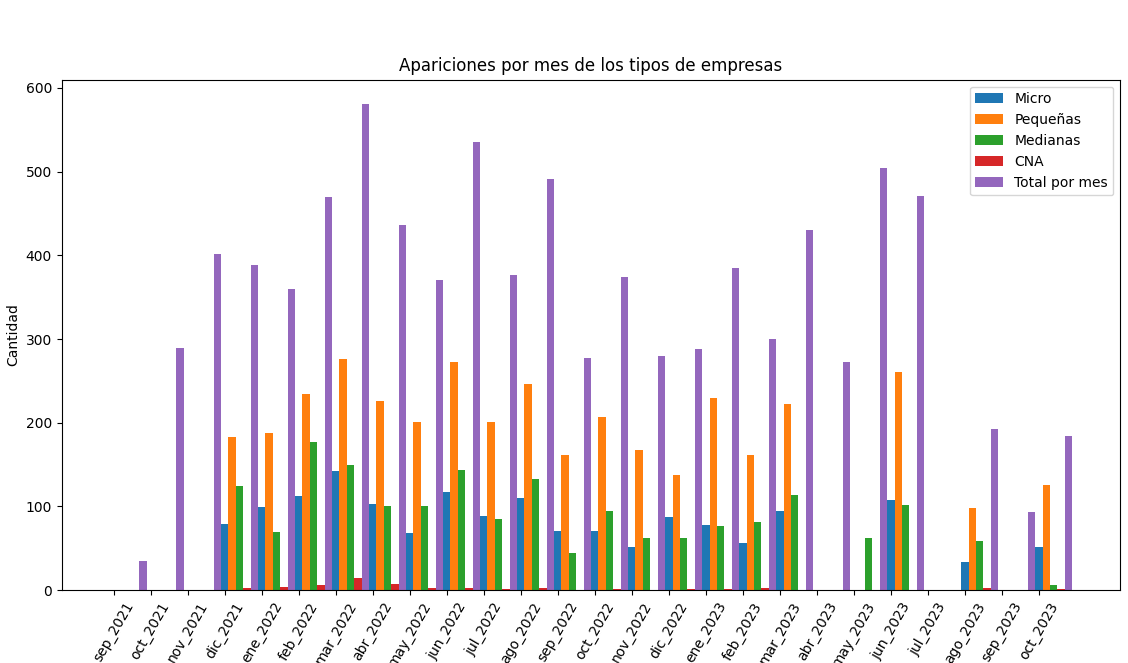 Apariciones por mes de los tipos de empresas
600
500
400
300
200
100
0
Cantidad
Micro
Pequeñas
Medianas
CNA
Total por mes
sep_2021
oct_2021
nov_2021
dic_2021
ene_2022
feb_2022
mar_2022
abr_2022
may_2022
jun_2022
jul_2022
ago_2022
sep_2022
oct_2022
nov_2022
dic_2022
ene_2023
feb_2023
mar_2023
abr_2023
may_2023
jun_2023
jul_2023
ago_2023
sep_2023
oct_2023